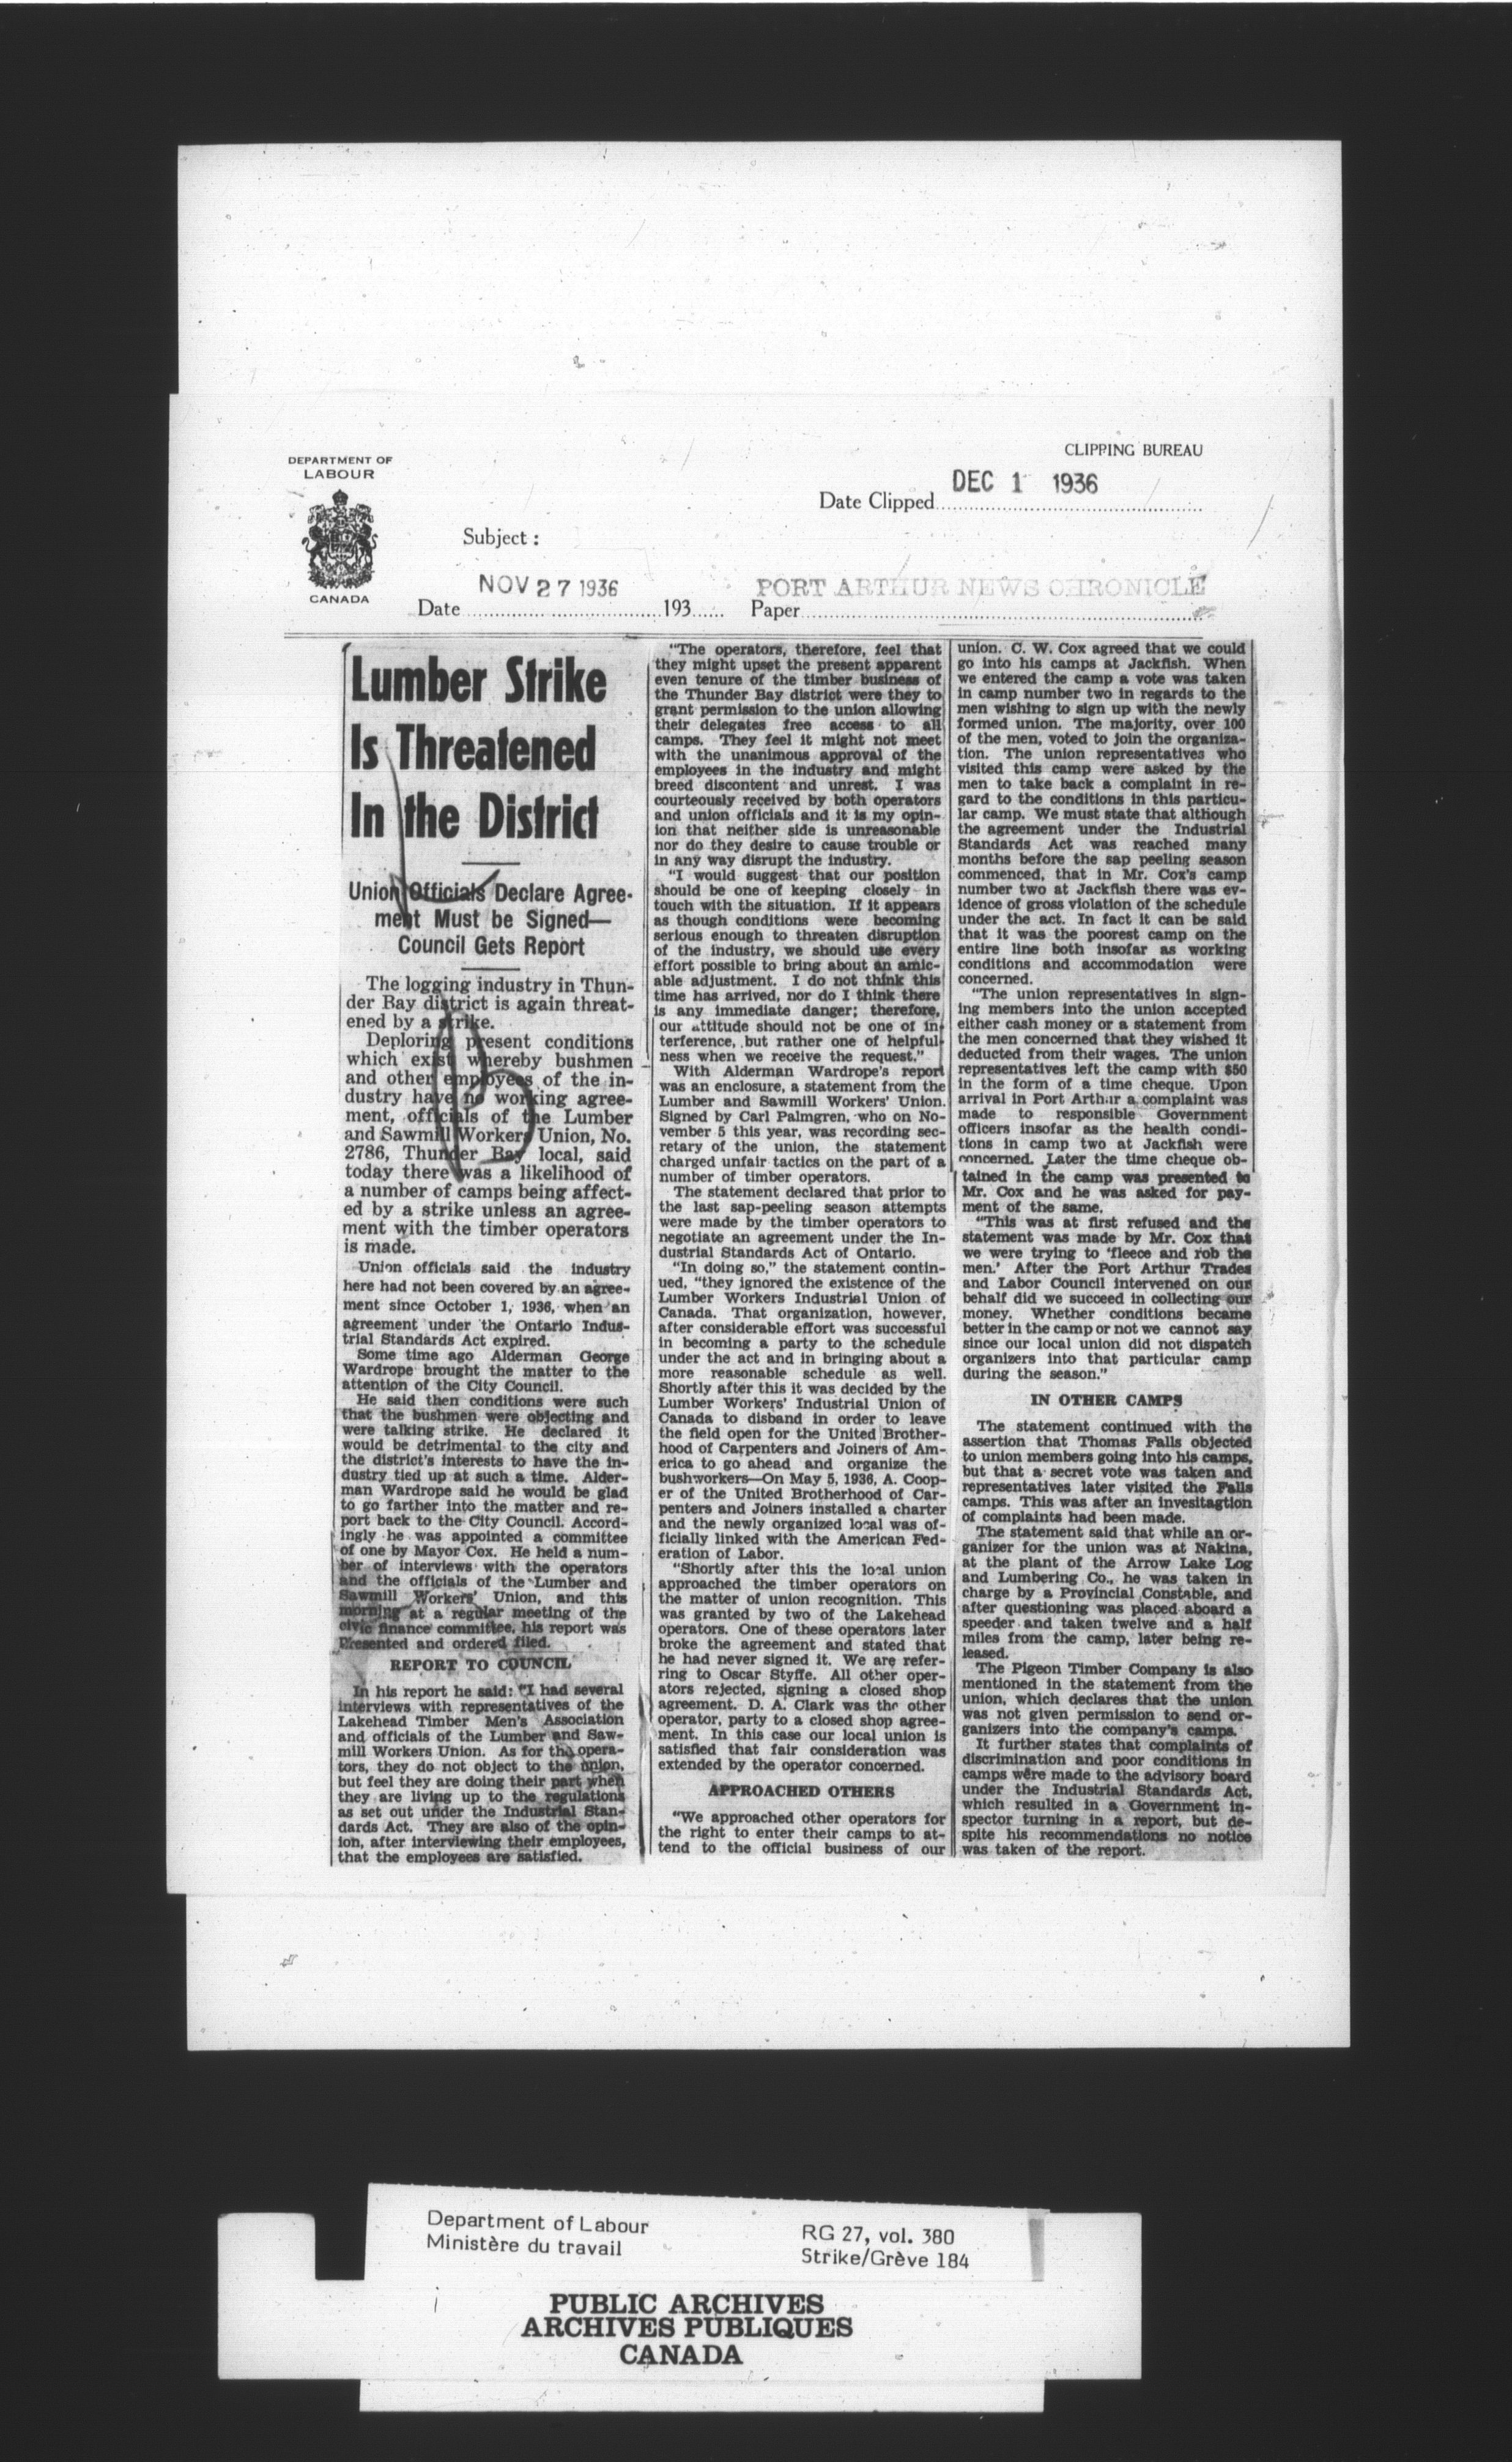 DEPARTMENT OF
LABOUR
CANADA
CLIPPING BUREAU
Date Clipped DEC 1 1936
Subject :
Date NOV 27 1936 193
Paper PORT ARTHUR NEWS CHRONICLE
Lumber Strike
Is Threatened
In the District
Union Officials Declare Agree-
ment Must be Signed—
Council Gets Report
The logging industry in Thun-
der Bay district is again threat-
ened by a strike.
Deploring present conditions
which exist whereby bushmen
and other employees of the in-
dustry have no working agree-
ment, officials of the Lumber
and Sawmill Workers Union, No.
2786, Thunder Bay local, said
today there was a likelihood of
a number of camps being affect-
ed by a strike unless an agree-
ment with the timber operators
is made.
Union officials said the industry
here had not been covered by an agree-
ment since October 1, 1936, when an
agreement under the Ontario Indus-
trial Standards Act expired.
Some time ago Alderman George
Wardrope brought the matter to the
attention of the City Council.
He said then conditions were such
that the bushmen were objecting and
were talking strike. He declared it
would be detrimental to the city and
the district's interests to have the in-
dustry tied up at such a time. Alder-
man Wardrope said he would be glad
to go farther into the matter and re-
port back to the City Council. Accord-
ingly he was appointed a committee
of one by Mayor Cox. He held a num-
ber of interviews with the operators
and the officials of the Lumber and
Sawmill Workers' Union, and this
morning at a regular meeting of the
civic finance committee, his report was
presented and ordered filed.
REPORT TO COUNCIL
In his report he said: "I had several
interviews with representatives of the
Lakehead Timber Men's Association
and officials of the Lumber and Saw-
mill Workers Union. As for the opera-
tors, they do not object to the union,
but feel they are doing their part when
they are living up to the regulations
as set out under the Industrial Stan-
dards Act. They are also of the opin-
ion, after interviewing their employees,
that the employees are satisfied.
"The operators, therefore, feel that
they might upset the present apparent
even tenure of the timber business of
the Thunder Bay district were they to
grant permission to the union allowing
their delegates free access to all
camps. They feel it might not meet
with the unanimous approval of the
employees in the industry and might
breed discontent and unrest. I was
courteously received by both operators
and union officials and it is my opin-
ion that neither side is unreasonable
nor do they desire to cause trouble or
in any way disrupt the industry.
"I would suggest that our position
should be one of keeping closely in
touch with the situation. If it appears
as though conditions were becoming
serious enough to threaten disruption
of the industry, we should use every
effort possible to bring about an amic-
able adjustment. I do not think this
time has arrived, nor do I think there
is any immediate danger; therefore,
our attitude should not be one of in-
terference, but rather one of helpful-
ness when we receive the request."
With Alderman Wardrope's report
was an enclosure, a statement from the
Lumber and Sawmill Workers' Union.
Signed by Carl Palmgren, who on No-
vember 5 this year, was recording sec-
retary of the union, the statement
charged unfair tactics on the part of a
number of timber operators.
The statement declared that prior to
the last sap-peeling season attempts
were made by the timber operators to
negotiate an agreement under the In-
dustrial Standards Act of Ontario.
"In doing so," the statement contin-
ued, "they ignored the existence of the
Lumber Workers Industrial Union of
Canada. That organization, however,
after considerable effort was successful
in becoming a party to the schedule
under the act and in bringing about a
more reasonable schedule as well.
Shortly after this it was decided by the
Lumber Workers' Industrial Union of
Canada to disband in order to leave
the field open for the United Brother-
hood of Carpenters and Joiners of Am-
erica to go ahead and organize the
bushworkers—On May 5, 1936, A. Coop-
er of the United Brotherhood of Car-
penters and Joiners installed a charter
and the newly organized local was of-
ficially linked with the American Fed-
eration of Labor.
"Shortly after this the local union
approached the timber operators on
the matter of union recognition. This
was granted by two of the Lakehead
operators. One of these operators later
broke the agreement and stated that
he had never signed it. We are refer-
ring to Oscar Styffe. All other oper-
ators rejected, signing a closed shop
agreement. D. A. Clark was the other
operator, party to a closed shop agree-
ment. In this case our local union is
satisfied that fair consideration was
extended by the operator concerned.
APPROACHED OTHERS
"We approached other operators for
the right to enter their camps to at-
tend to the official business of our
union. C. W. Cox agreed that we could
go into his camps at Jackfish. When
we entered the camp a vote was taken
in camp number two in regards to the
men wishing to sign up with the newly
formed union. The majority, over 100
of the men, voted to join the organiza-
tion. The union representatives who
visited this camp were asked by the
men to take back a complaint in re-
gard to the conditions in this particu-
lar camp. We must state that although
the agreement under the Industrial
Standards Act was reached many
months before the sap peeling season
commenced, that in Mr. Cox's camp
number two at Jackfish there was ev-
idence of gross violation of the schedule
under the act. In fact it can be said
that it was the poorest camp on the
entire line both insofar as working
conditions and accommodation were
concerned.
"The union representatives in sign-
ing members into the union accepted
either cash money or a statement from
the men concerned that they wished it
deducted from their wages. The union
representatives left the camp with $50
in the form of a time cheque. Upon
arrival in Port Arthur a complaint was
made to responsible Government
officers insofar as the health condi-
tions in camp two at Jackfish were
concerned. Later the time cheque ob-
tained in the camp was presented to
Mr. Cox and he was asked for pay-
ment of the same.
"This was at first refused and the
statement was made by Mr. Cox that
we were trying to 'fleece and rob the
men.' After the Port Arthur Trades
and Labor Council intervened on our
behalf did we succeed in collecting our
money. Whether conditions became
better in the camp or not we cannot say
since our local union did not dispatch
organizers into that particular camp
during the season."
IN OTHER CAMPS
The statement continued with the
assertion that Thomas Falls objected
to union members going into his camps,
but that a secret vote was taken and
representatives later visited the Falls
camps. This was after an invesitagtion
of complaints had been made.
The statement said that while an or-
ganizer for the union was at Nakina,
at the plant of the Arrow Lake Log
and Lumbering Co., he was taken in
charge by a Provincial Constable, and
after questioning was placed aboard a
speeder and taken twelve and a half
miles from the camp, later being re-
leased.
The Pigeon Timber Company is also
mentioned in the statement from the
union, which declares that the union
was not given permission to send or-
ganizers into the company's camps.
It further states that complaints of
discrimination and poor conditions in
camps were made to the advisory board
under the Industrial Standards Act,
which resulted in a Government in-
spector turning in a report, but de-
spite his recommendations no notice
was taken of the report.
Department of Labour
Ministère du travail
RG 27, vol. 380
Strike/Grève 184
PUBLIC ARCHIVES
ARCHIVES PUBLIQUES
CANADA